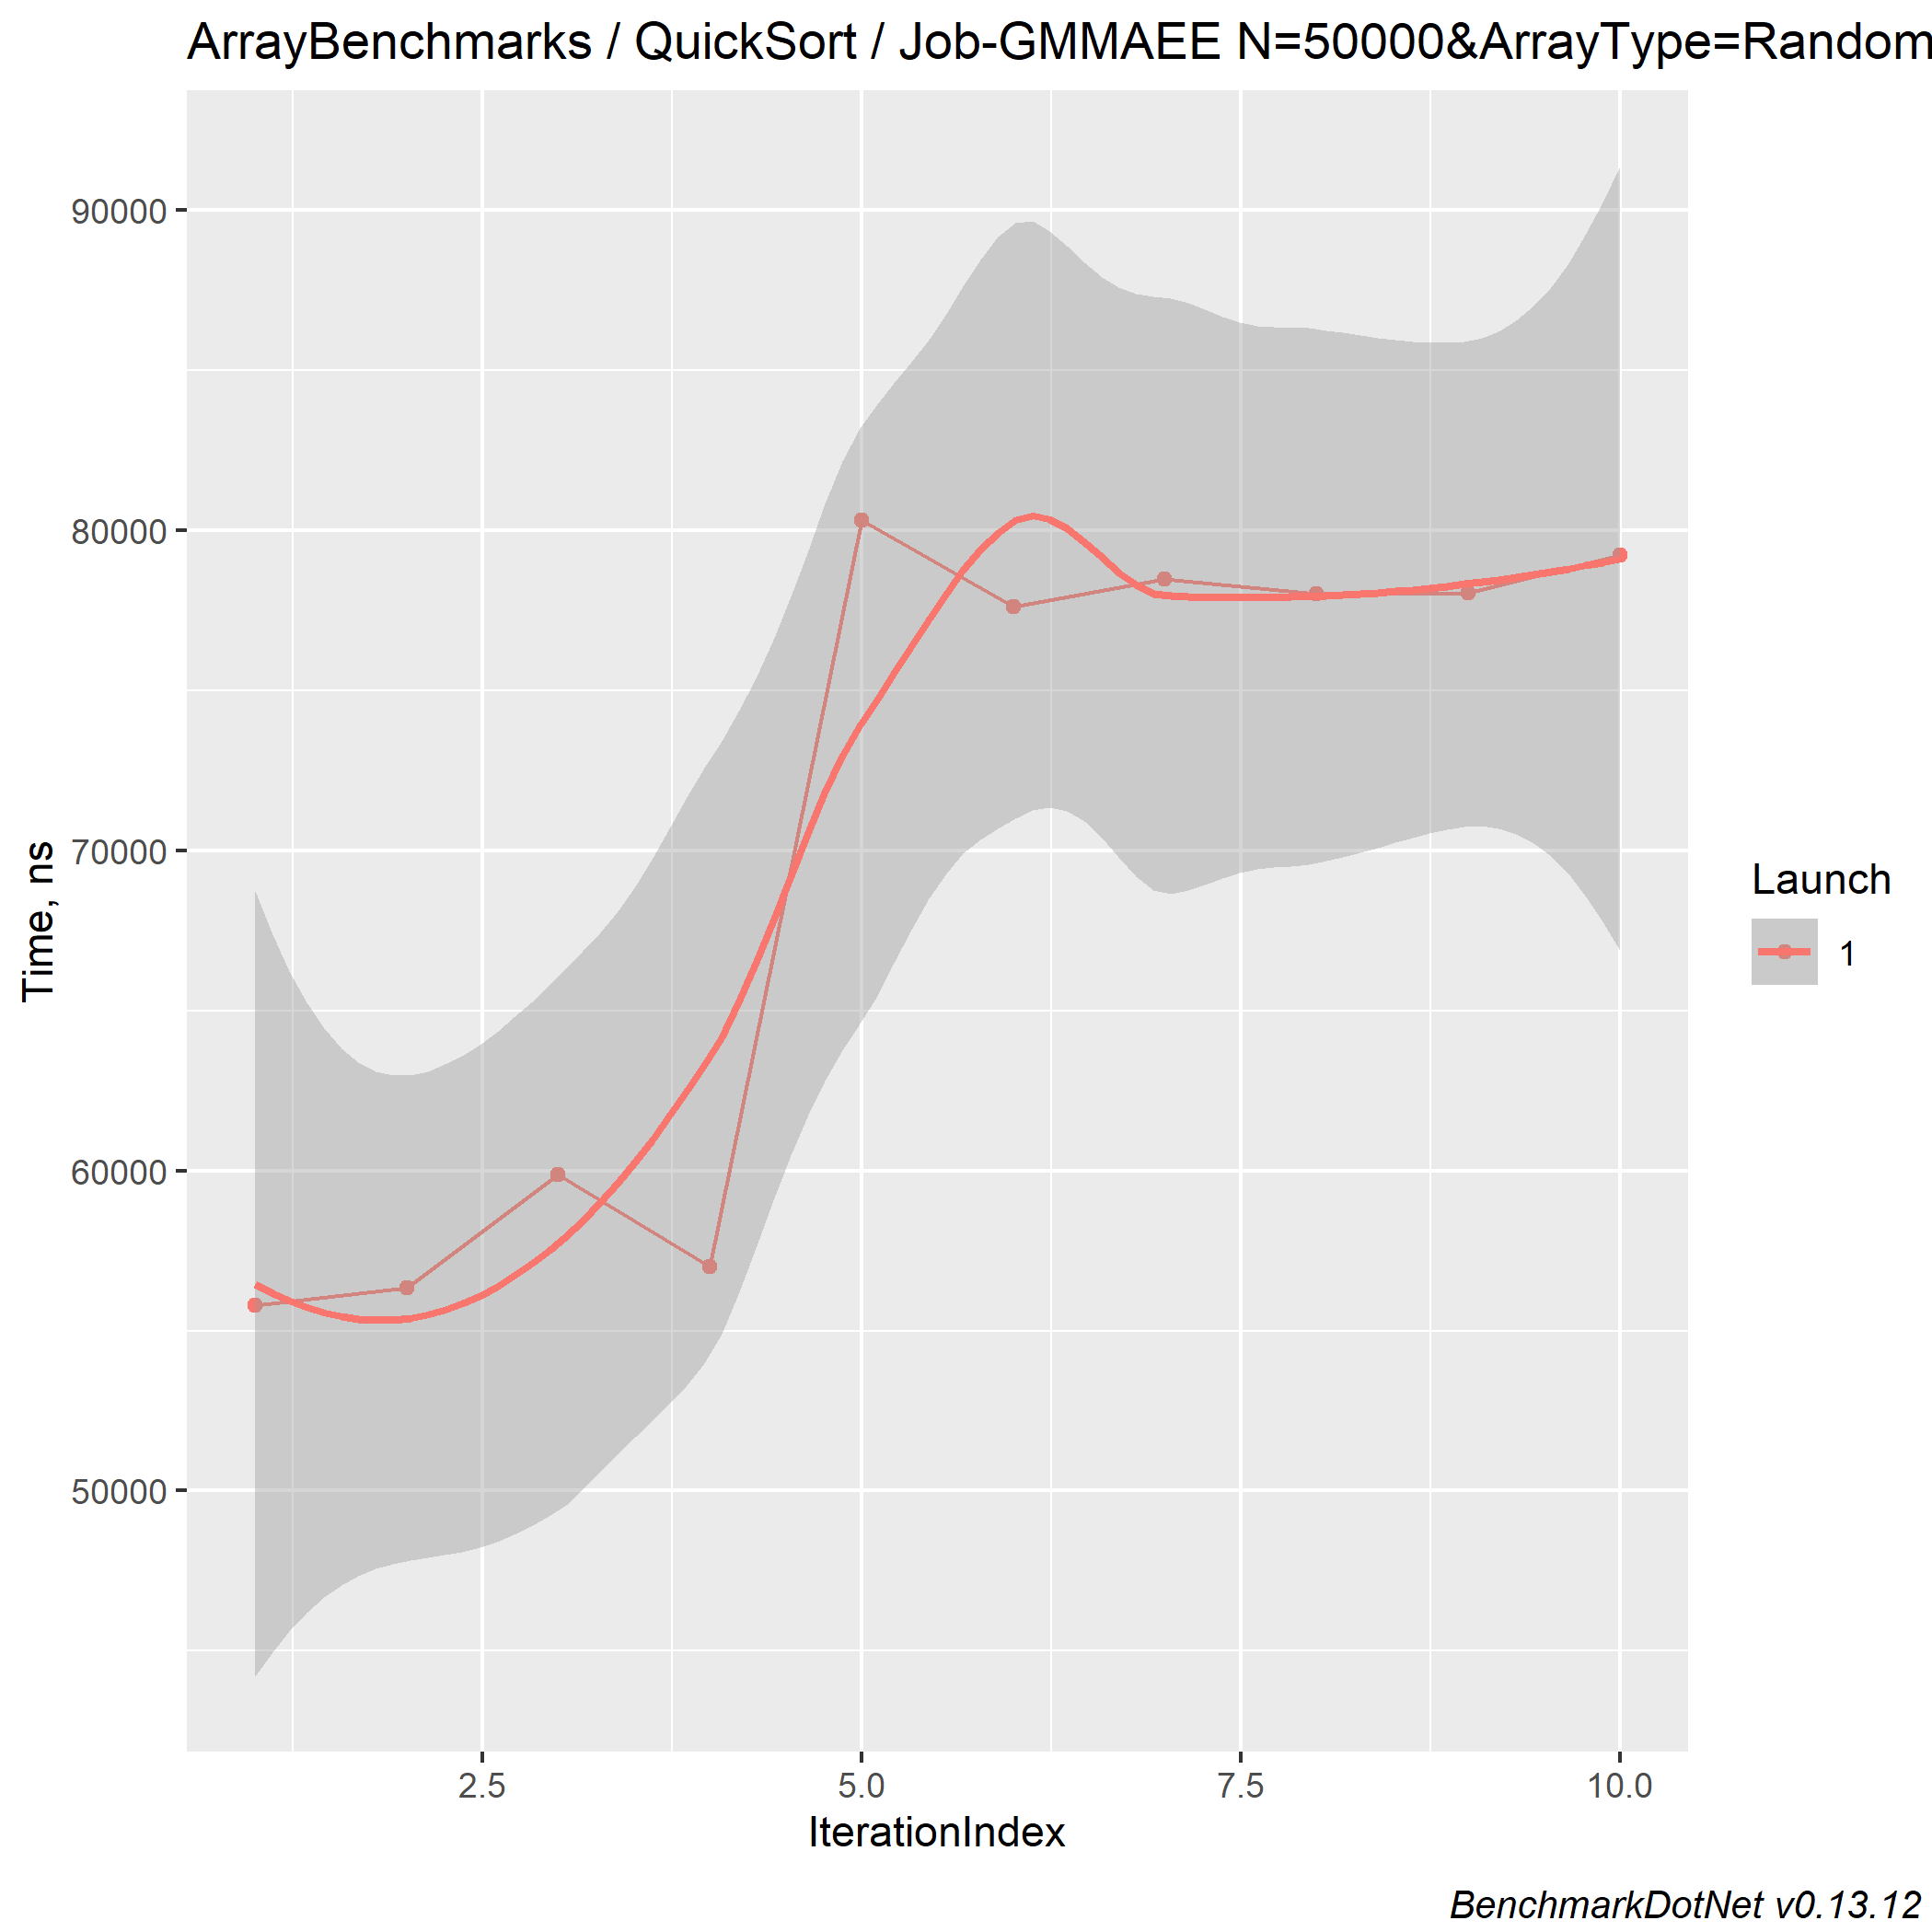 ArrayBenchmarks / QuickSort / Job-GMMAEE N=50000&ArrayType=Random
90000
80000
70000
60000
50000
Time, ns
2.5
5.0
7.5
10.0
IterationIndex
Launch
1
BenchmarkDotNet v0.13.12